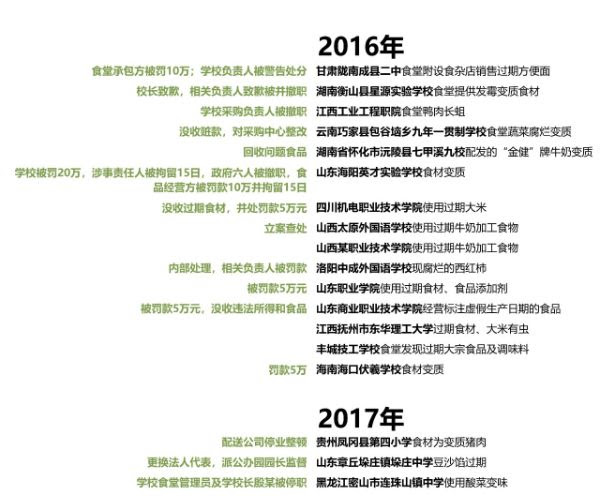 2016年
食堂承包方被罚10万；学校负责人被警告处分 甘肃陇南成县二中食堂附设食杂店销售过期方便面
校长致歉，相关负责人致歉被并撤职 湖南衡山县星源实验学校食堂提供发霉变质食材
学校采购负责人被撤职 江西工业工程职院食堂鸭肉长蛆
没收赃款，对采购中心整改 云南巧家县包谷垴乡九年一贯制学校食堂蔬菜腐烂变质
回收问题食品 湖南省怀化市沅陵县七甲溪九校配发的“金健”牌牛奶变质
学校被罚20万，涉事责任人被拘留15日，政府六人被撤职，食 山东海阳英才实验学校食材变质
品经营方被罚款10万并拘留15日
没收过期食材，并处罚款5万元 四川机电职业技术学院使用过期大米
立案查处 山西太原外国语学校使用过期牛奶加工食物
山西某职业技术学院使用过期牛奶加工食物
内部处理，相关负责人被罚款 洛阳中成外国语学校现腐烂的西红柿
被罚5万元 山东职业学院使用过期食材、食品添加剂
被罚款5万元，没收违法所得和食品 山东商业职业技术学院经营标注虚假生产日期的食品
江西抚州市东华理工大学过期食材、大米有虫
丰城技工学校食堂发现过期大宗食品及调味料
罚款5万 海南海口伏羲学校食材变质
2017年
配送公司停业整顿 贵州凤冈县第四小学食材为变质猪肉
更换法人代表，派公办园园长监督 山东章丘垛庄镇垛庄中学豆沙馅过期
学校食堂管理员及学校长殷某被停职 黑龙江密山市连珠山镇中学使用酸菜变味